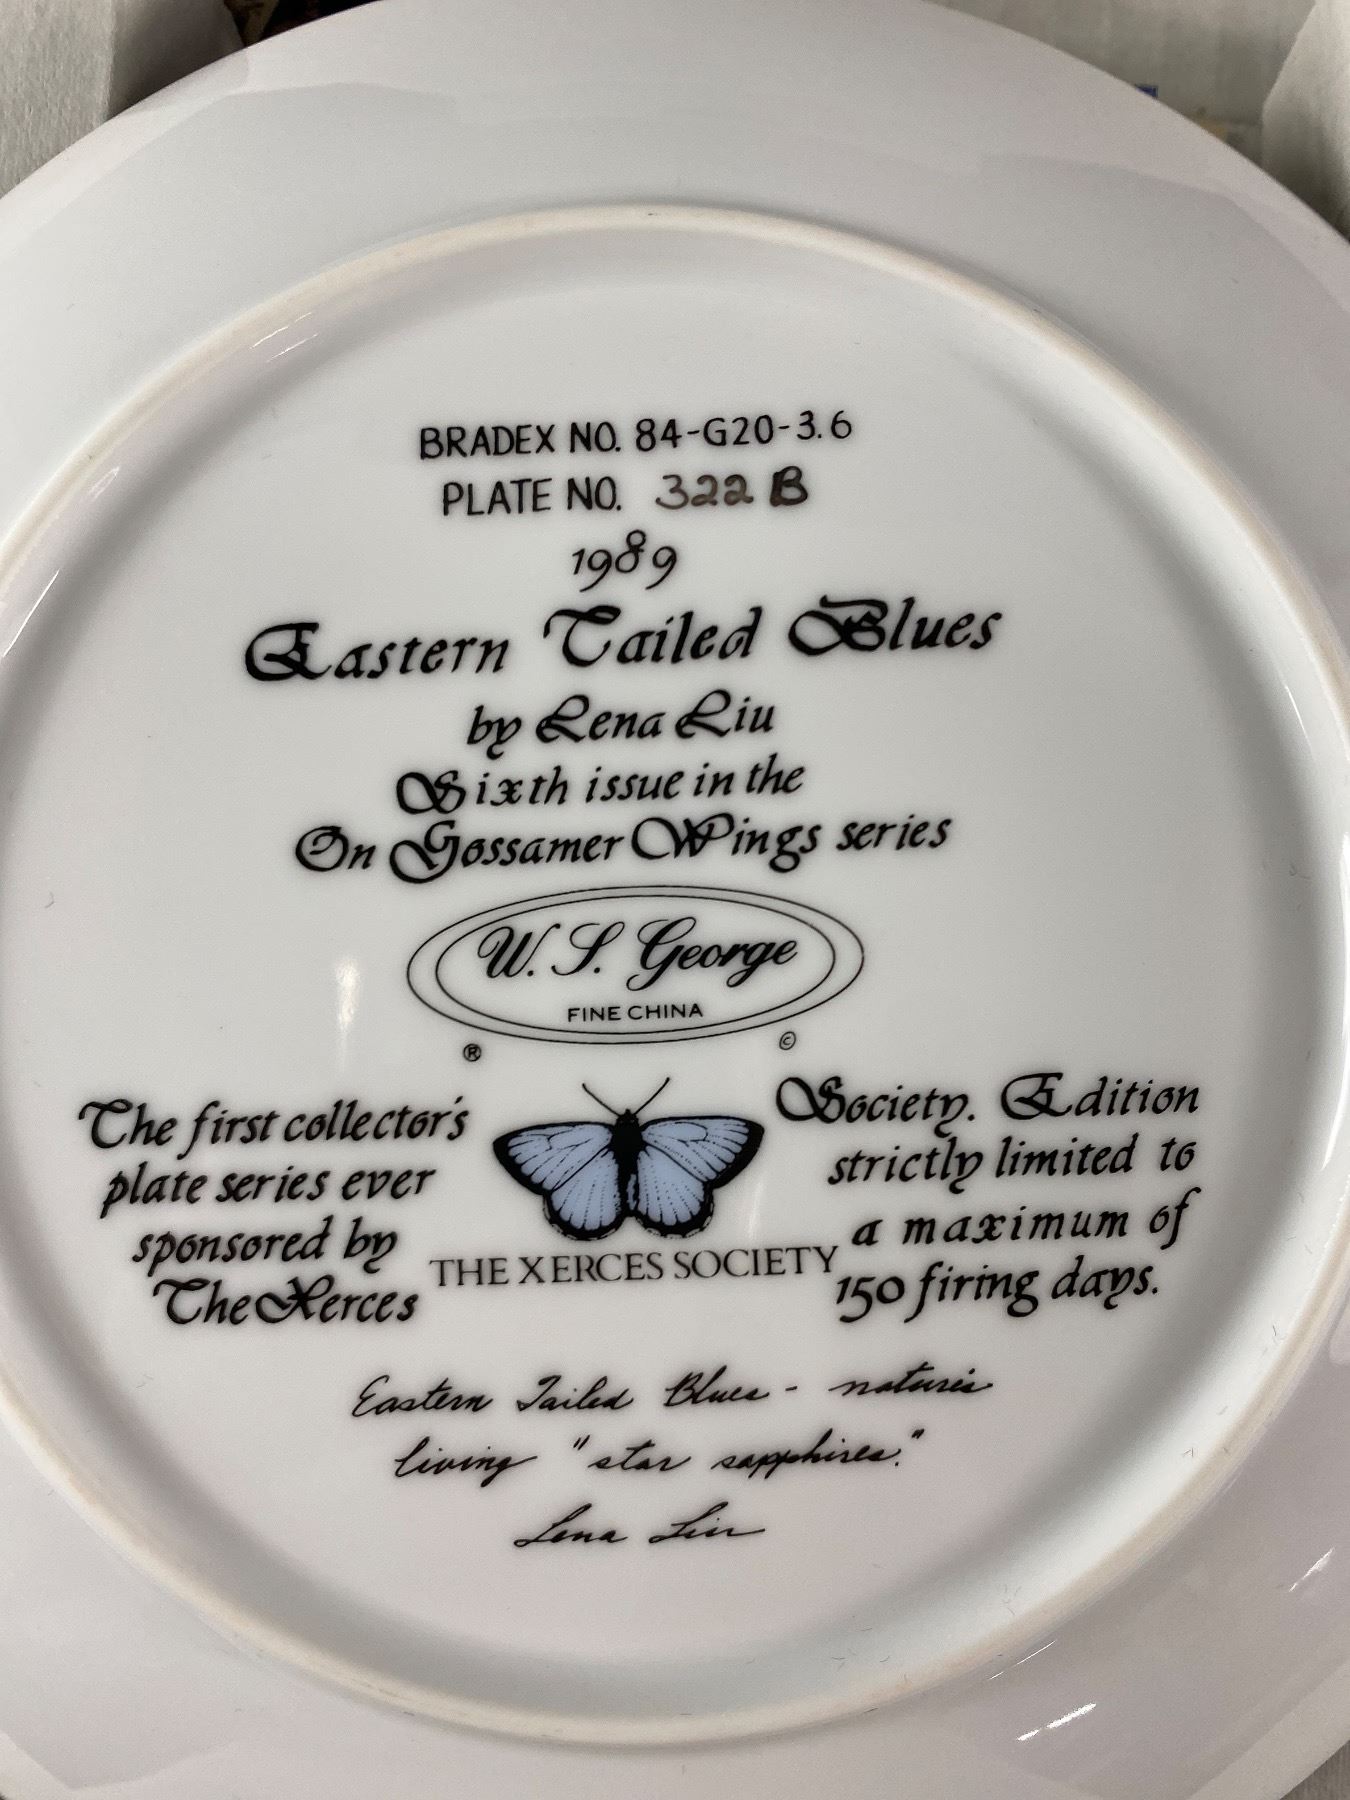 BRADEX NO. 84-G20-3.6
PLATE NO. 322 B
1989
Eastern Tailed Blues
by Lena Liu
Sixth issue in the
On Gossamer Wings series
W. S. George
FINE CHINA
® ©
The first collector's
plate series ever
sponsored by
The Xerces
THE XERCES SOCIETY
Society. Edition
strictly limited to
a maximum of
150 firing days.
Eastern Tailed Blues - nature's
living "star sapphires."
Lena Liu